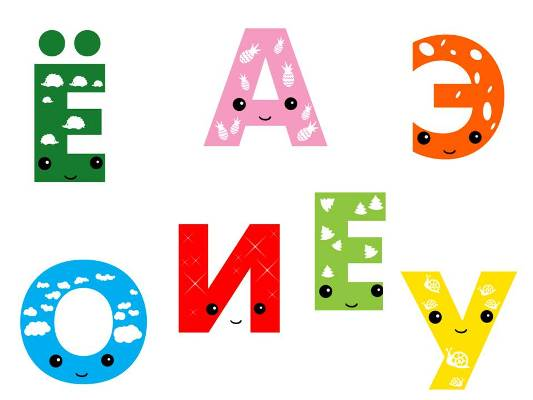 Ё А Э
О И Е У